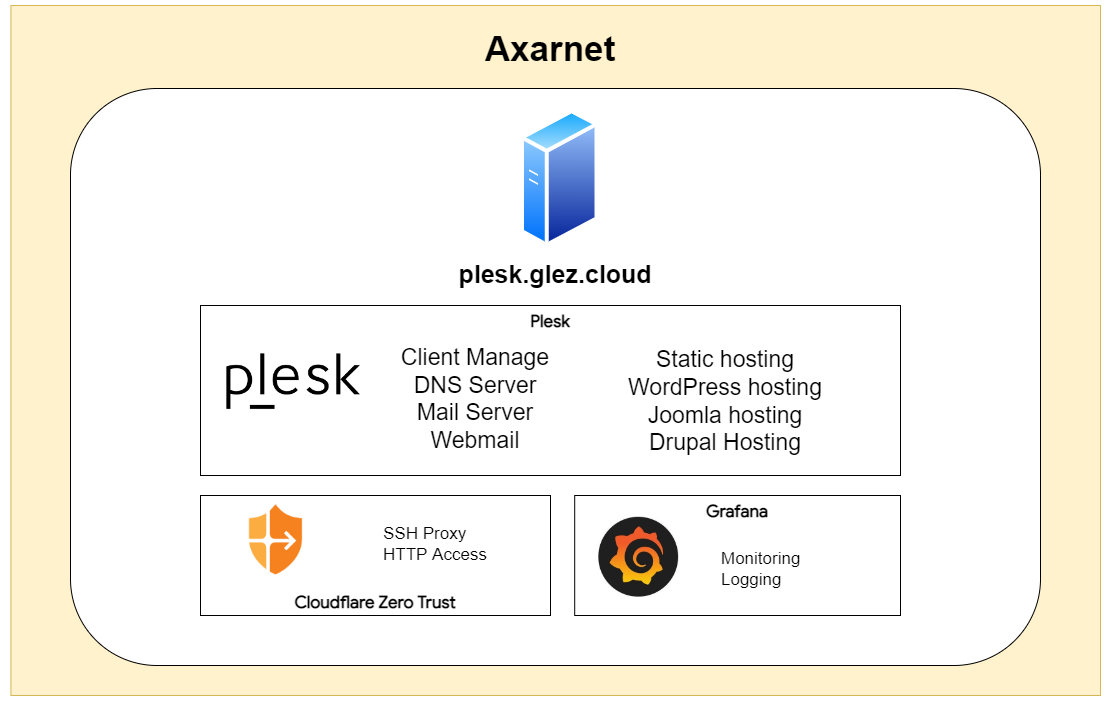 Axarnet
plesk.glez.cloud
Plesk
plesk
Client Manage
DNS Server
Mail Server
Webmail
Static hosting
WordPress hosting
Joomla hosting
Drupal Hosting
SSH Proxy
HTTP Access
Cloudflare Zero Trust
Grafana
Monitoring
Logging